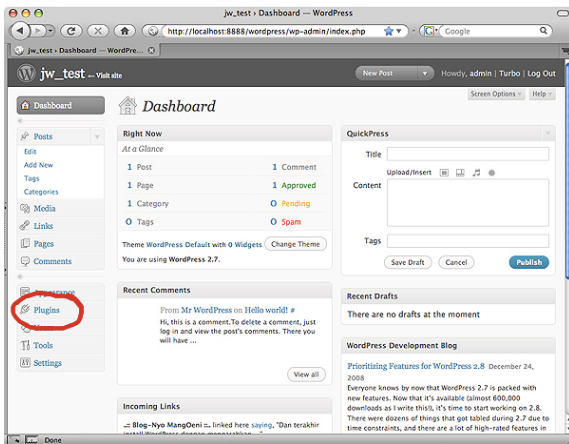 jw_test › Dashboard — WordPress
http://localhost:8888/wordpress/wp-admin/index.php
Google
jw_test › Dashboard — WordPre...
jw_test ← Visit site
New Post
Howdy, admin | Turbo | Log Out
Screen Options
Help
Dashboard
Posts
Edit
Add New
Tags
Categories
Media
Links
Pages
Comments
Appearance
Plugins
Users
Tools
Settings
Dashboard
Right Now
At a Glance
1 Post 1 Comment
1 Page 1 Approved
1 Category 0 Pending
0 Tags 0 Spam
Theme WordPress Default with 0 Widgets
Change Theme
You are using WordPress 2.7.
Recent Comments
From Mr WordPress on Hello world! #
Hi, this is a comment.To delete a comment, just
log in and view the post's comments. There you
will have ...
View all
Incoming Links
..:: Blog-Nyo MangOeni ::.. linked here saying, "Dan terakhir
install WordPress dengan mengarahkan
QuickPress
Title
Upload/Insert
Content
Tags
Save Draft
Cancel
Publish
Recent Drafts
There are no drafts at the moment
WordPress Development Blog
Prioritizing Features for WordPress 2.8 December 24,
2008
Everyone knows by now that WordPress 2.7 is packed with
new features. Now that it's available (almost 600,000
downloads as I write this!), it's time to start working on 2.8.
There were dozens of things that got tabled during 2.7 due to
time constraints, and there are a lot of high-rated features in
Done